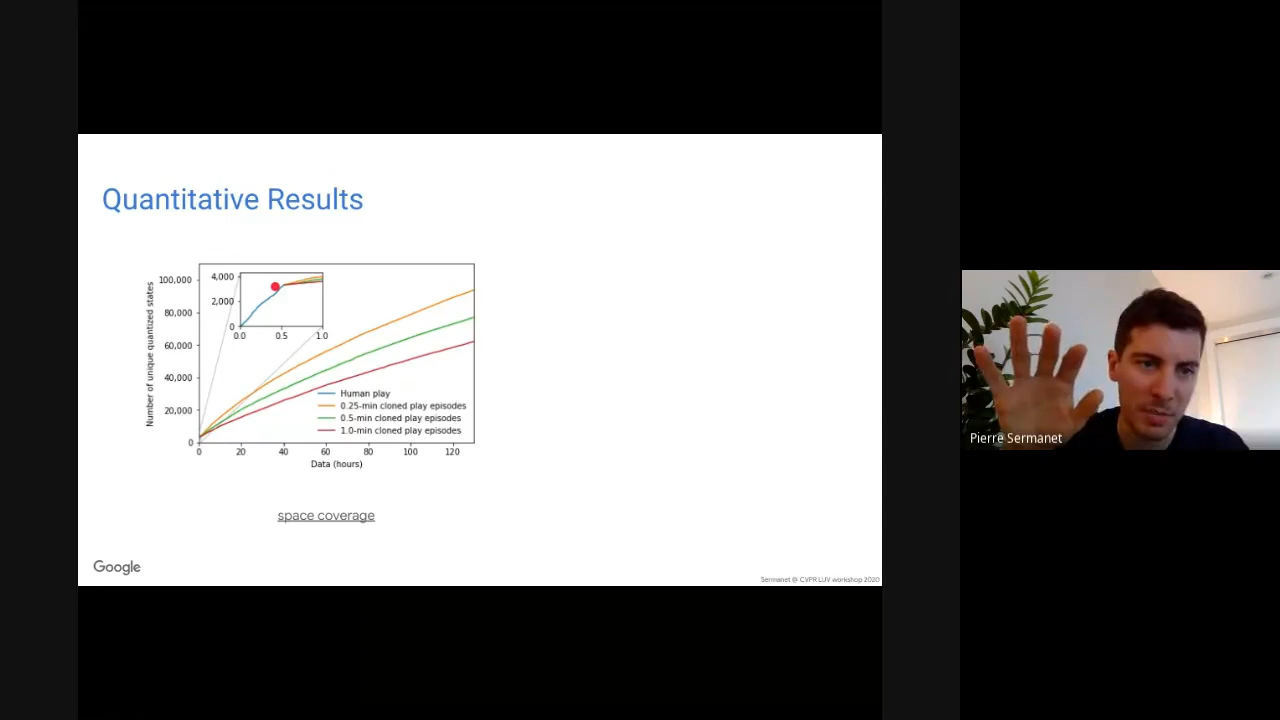 Quantitative Results
Number of unique quantized states
100,000
80,000
60,000
40,000
20,000
0
4,000
2,000
0
0.0 0.5 1.0
Human play
0.25-min cloned play episodes
0.5-min cloned play episodes
1.0-min cloned play episodes
0 20 40 60 80 100 120
Data (hours)
space coverage
Google
Sermanet @ CVPR LUV workshop 2020
Pierre Sermanet